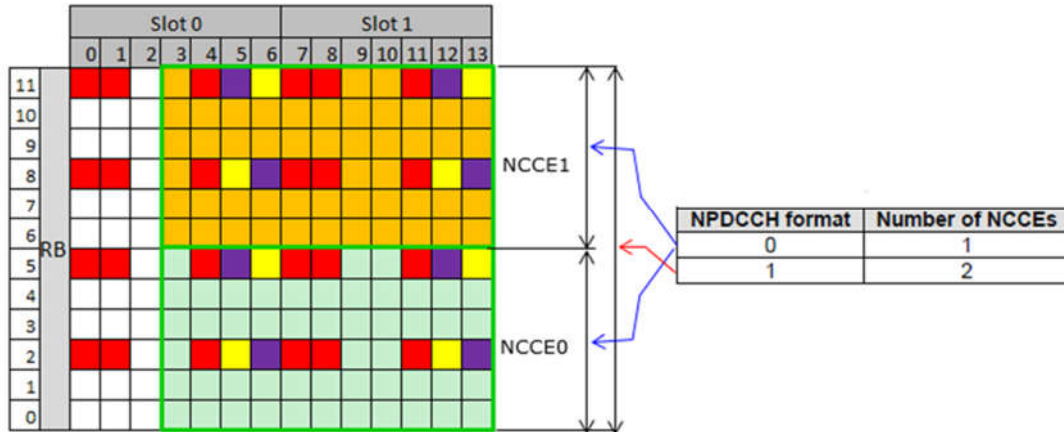 Slot 0 Slot 1
0 1 2 3 4 5 6 7 8 9 10 11 12 13
11
10
9
8
7
6
5
4
3
2
1
0
RB
NCCE1
NCCE0
NPDCCH format Number of NCCEs
0 1
1 2